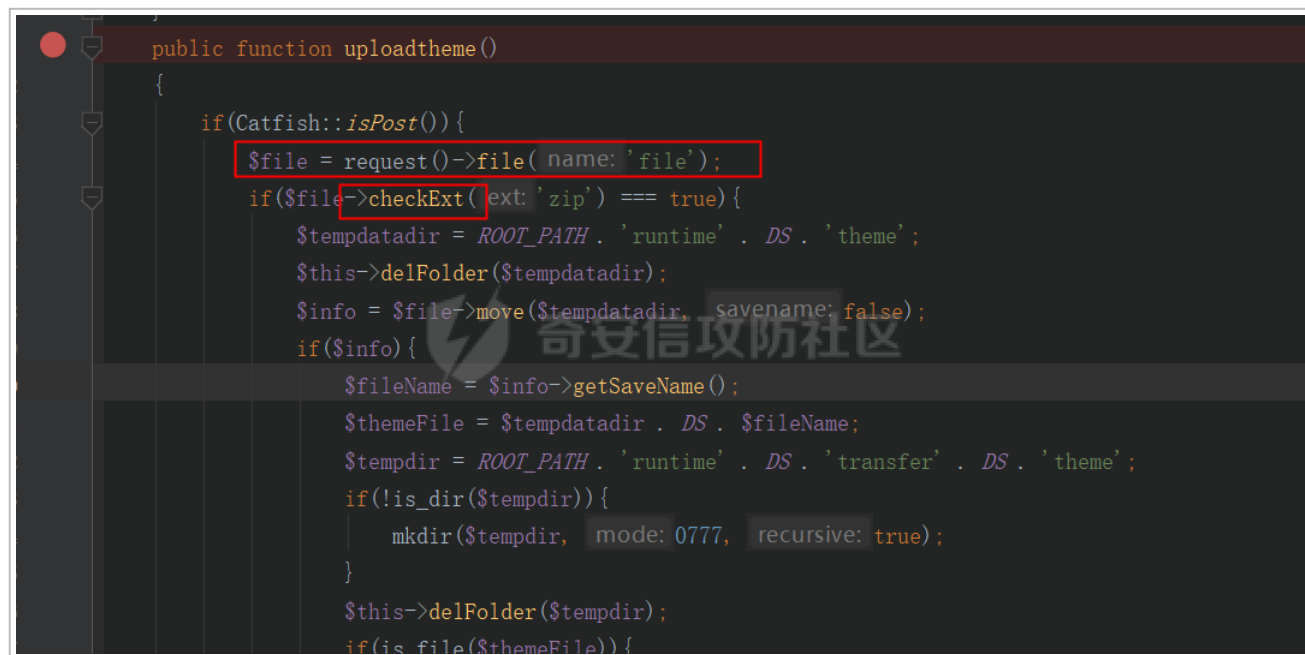 public function uploadtheme()
{
if(Catfish::isPost()){
$file = request()->file( name: 'file');
if($file->checkExt( ext: 'zip') === true){
$tempdatadir = ROOT_PATH . 'runtime' . DS . 'theme';
$this->delFolder($tempdatadir);
$info = $file->move($tempdatadir, savename: false);
奇安信攻防社区
if($info){
$fileName = $info->getSaveName();
$themeFile = $tempdatadir . DS . $fileName;
$tempdir = ROOT_PATH . 'runtime' . DS . 'transfer' . DS . 'theme';
if(!is_dir($tempdir)){
mkdir($tempdir, mode: 0777, recursive: true);
}
$this->delFolder($tempdir);
if(is_file($themeFile)){